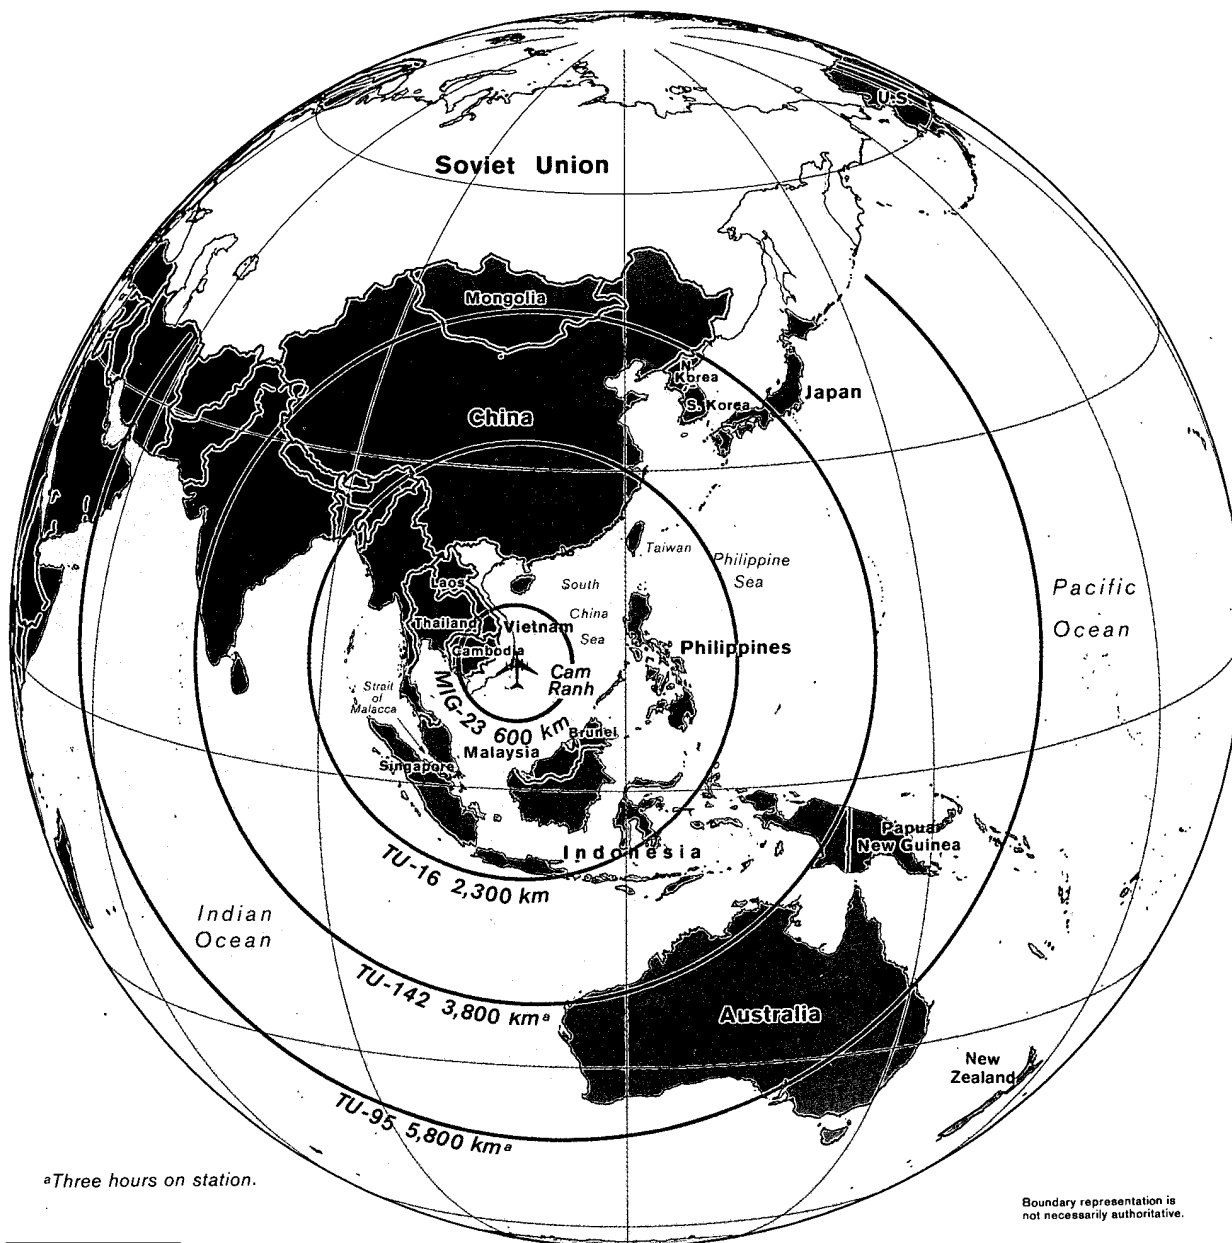 U.S.
Soviet Union
Mongolia
N.
Korea
S. Korea
Japan
China
Taiwan
Philippine
Sea
Pacific
Ocean
Laos
South
China
Sea
Thailand
Vietnam
Cambodia
Philippines
Cam
Ranh
Strait
of
Malacca
MIG-23 600 km
Brunei
Malaysia
Singapore
Papua
New Guinea
Indonesia
TU-16 2,300 km
Indian
Ocean
TU-142 3,800 km a
Australia
New
Zealand
TU-95 5,800 km a
a Three hours on station.
Boundary representation is
not necessarily authoritative.